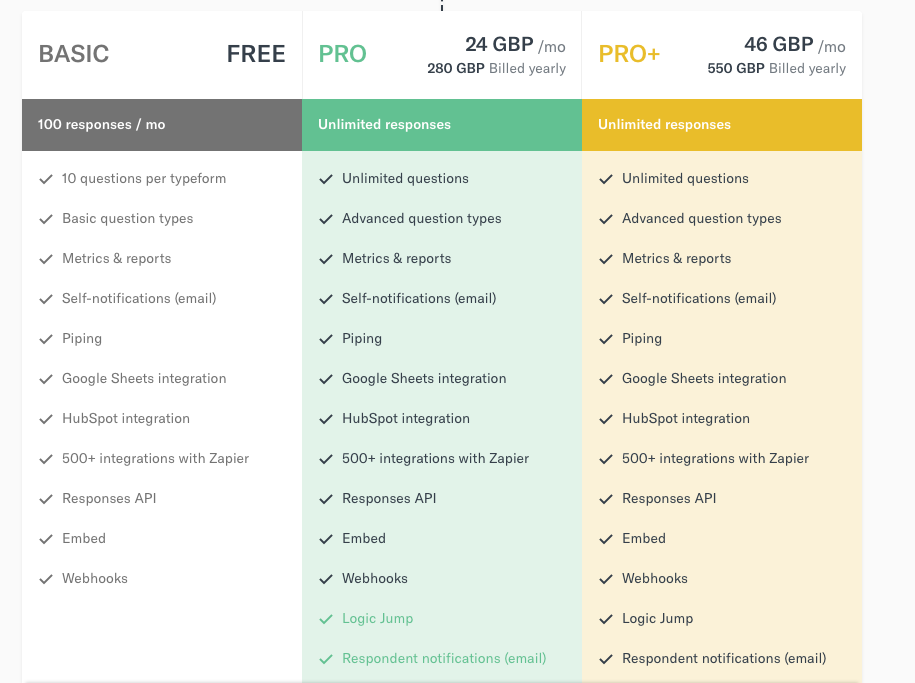 BASIC
FREE
100 responses / mo
10 questions per typeform
Basic question types
Metrics & reports
Self-notifications (email)
Piping
Google Sheets integration
HubSpot integration
500+ integrations with Zapier
Responses API
Embed
Webhooks
PRO
24 GBP /mo
280 GBP Billed yearly
Unlimited responses
Unlimited questions
Advanced question types
Metrics & reports
Self-notifications (email)
Piping
Google Sheets integration
HubSpot integration
500+ integrations with Zapier
Responses API
Embed
Webhooks
Logic Jump
Respondent notifications (email)
PRO+
46 GBP /mo
550 GBP Billed yearly
Unlimited responses
Unlimited questions
Advanced question types
Metrics & reports
Self-notifications (email)
Piping
Google Sheets integration
HubSpot integration
500+ integrations with Zapier
Responses API
Embed
Webhooks
Logic Jump
Respondent notifications (email)